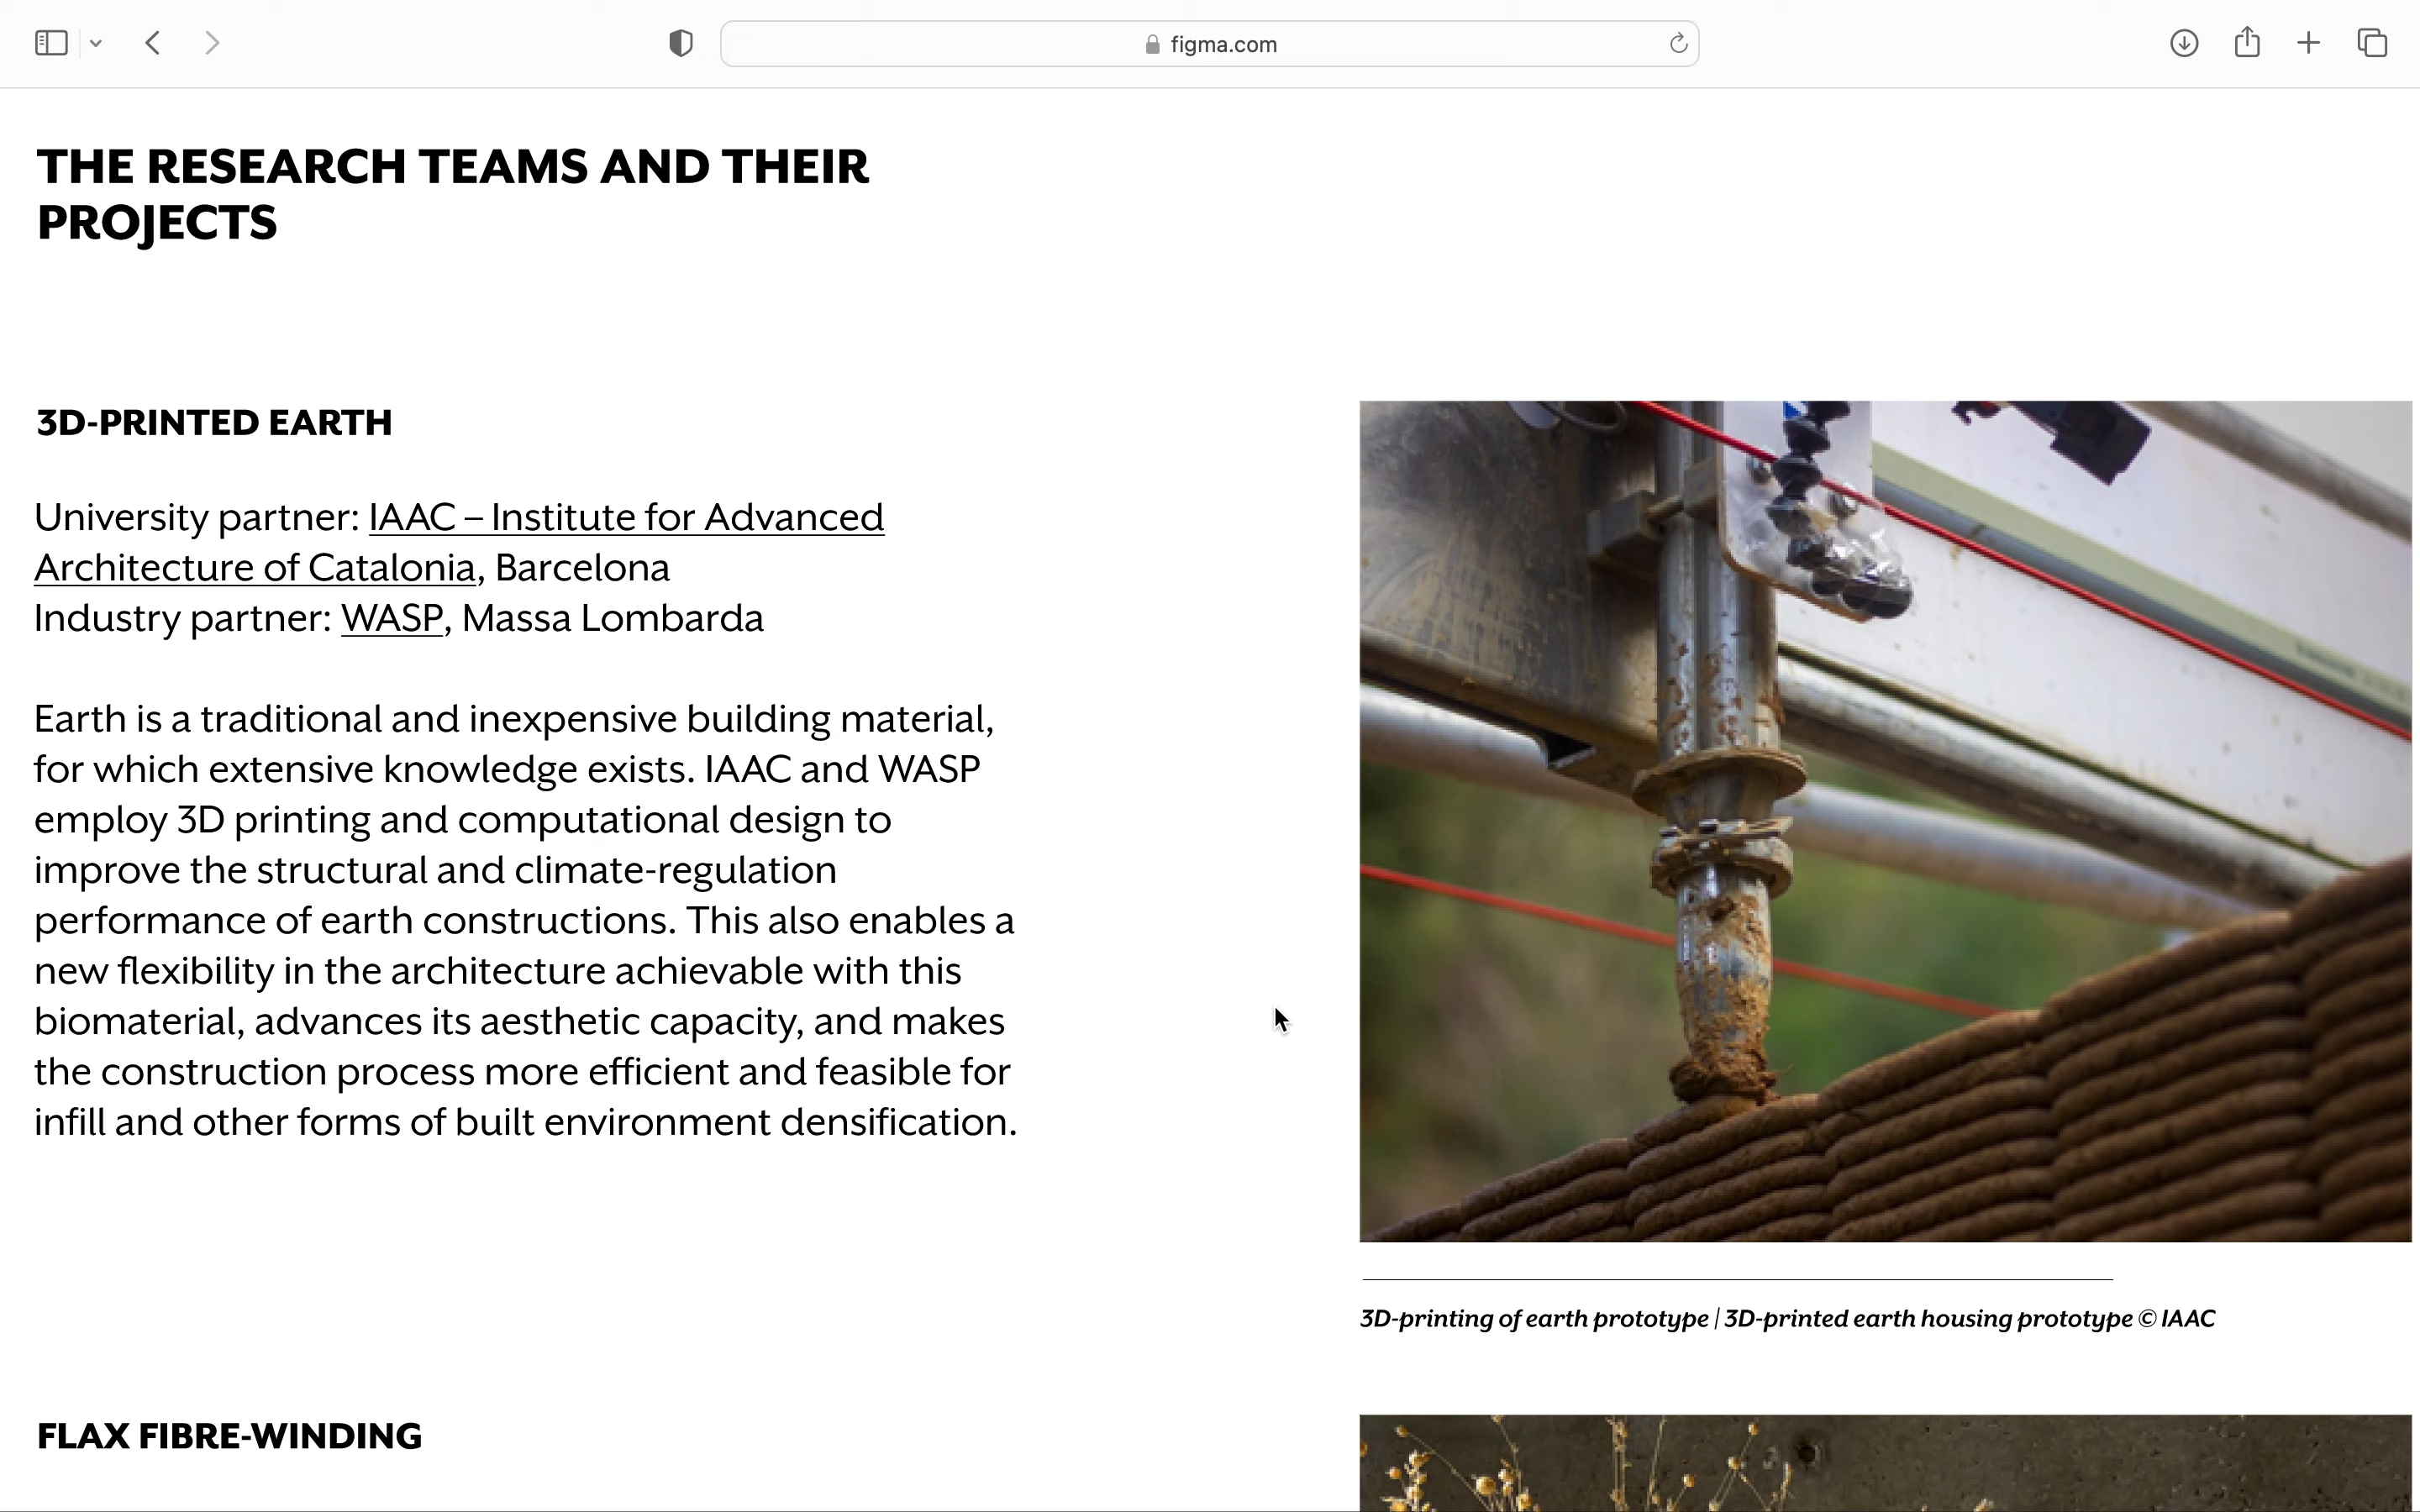 figma.com
THE RESEARCH TEAMS AND THEIR
PROJECTS
3D-PRINTED EARTH
University partner: IAAC – Institute for Advanced
Architecture of Catalonia, Barcelona
Industry partner: WASP, Massa Lombarda
Earth is a traditional and inexpensive building material,
for which extensive knowledge exists. IAAC and WASP
employ 3D printing and computational design to
improve the structural and climate-regulation
performance of earth constructions. This also enables a
new flexibility in the architecture achievable with this
biomaterial, advances its aesthetic capacity, and makes
the construction process more efficient and feasible for
infill and other forms of built environment densification.
3D-printing of earth prototype | 3D-printed earth housing prototype © IAAC
FLAX FIBRE-WINDING